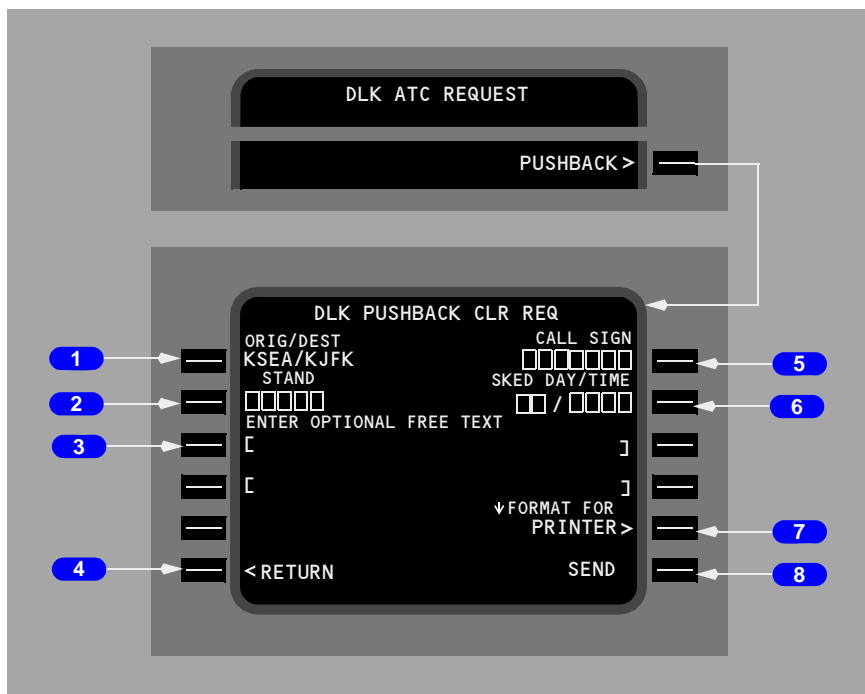 DLK ATC REQUEST
PUSHBACK>
DLK PUSHBACK CLR REQ
ORIG/DEST CALL SIGN
1 KSEA/KJFK □□□□□□□ 5
STAND SKED DAY/TIME
2 □□□□□ □□/□□□□ 6
ENTER OPTIONAL FREE TEXT
3 [ ]
[ ]
↓FORMAT FOR
PRINTER> 7
4 <RETURN SEND 8